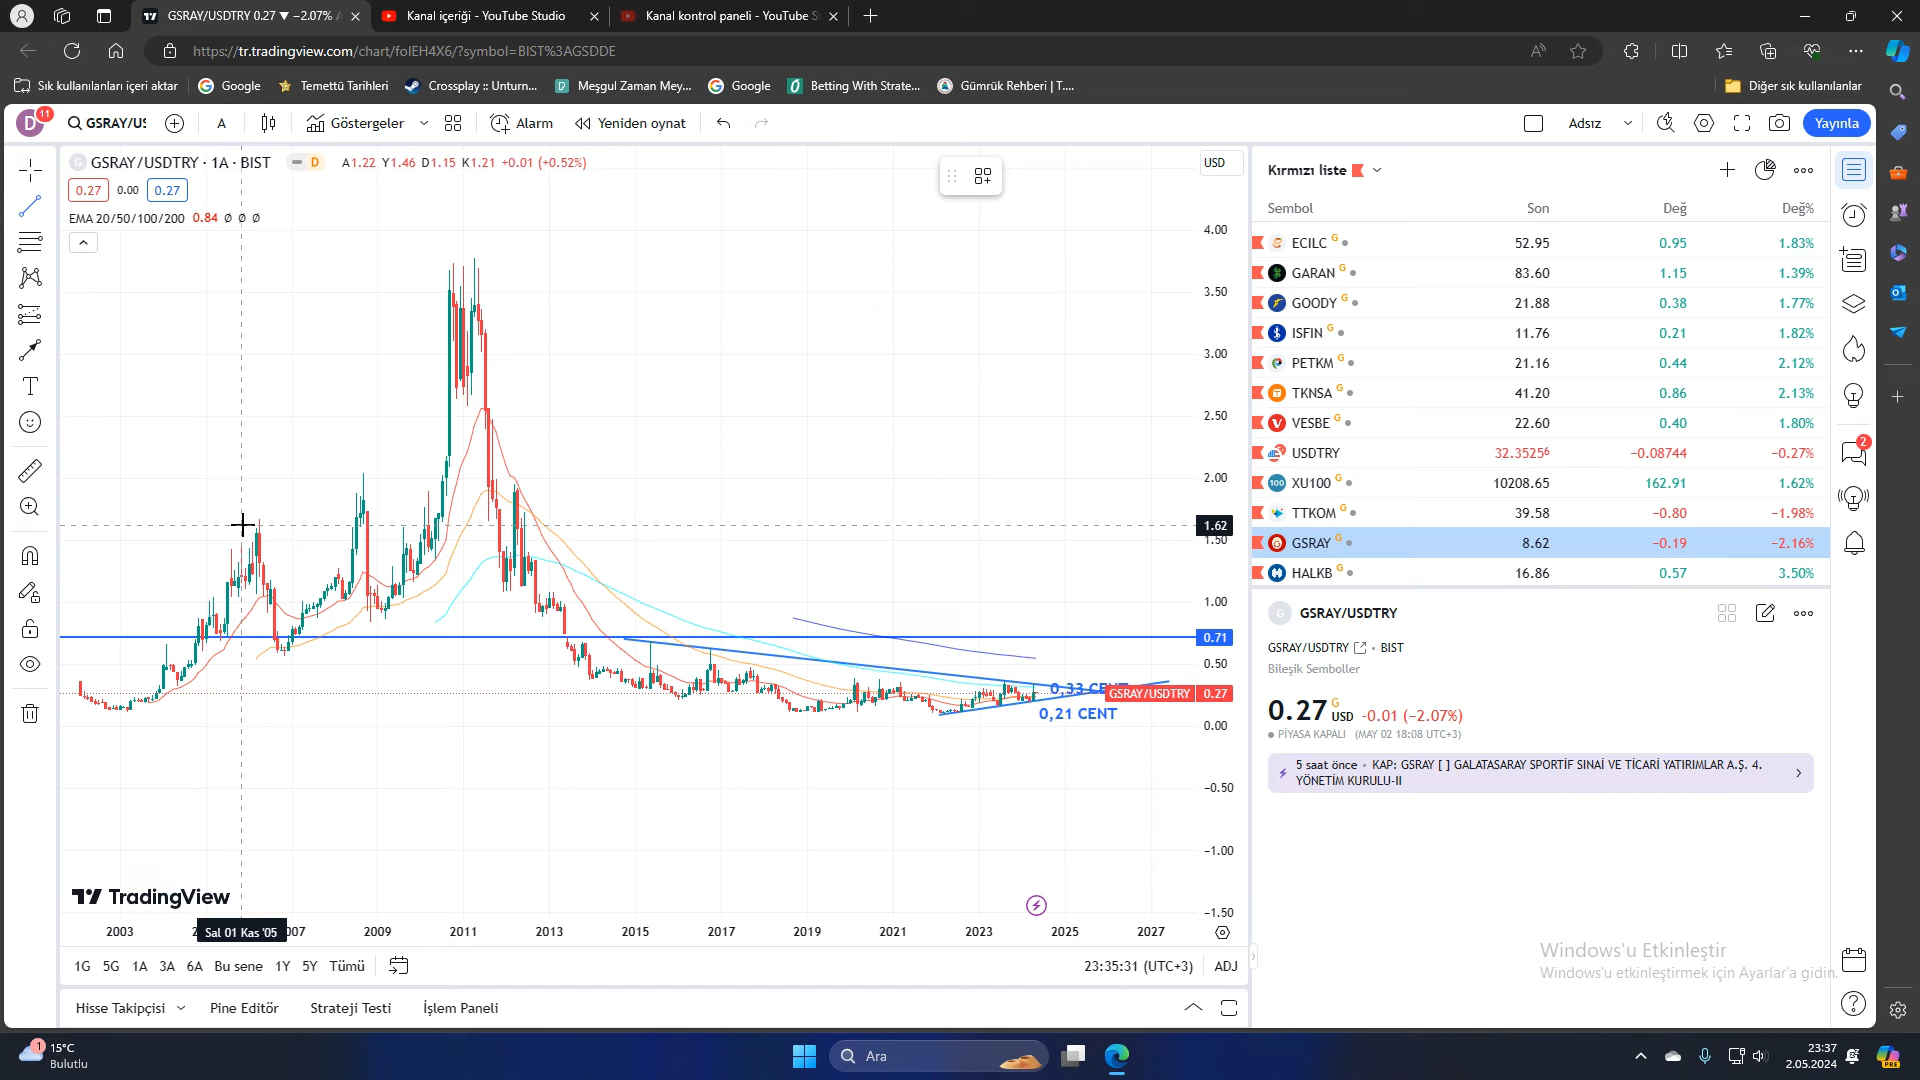 GSRAY/USDTRY 0.27 ▼ −2.07%
Kanal içeriği - YouTube Studio
Kanal kontrol paneli - YouTube S
https://tr.tradingview.com/chart/folEH4X6/?symbol=BIST%3AGSDDE
Sık kullanılanları içeri aktar
Google
Temettü Tarihleri
Crossplay :: Unturn...
Meşgul Zaman Mey...
Google
Betting With Strate...
Gümrük Rehberi | T....
Diğer sık kullanılanlar
D
11
GSRAY/US
A
Göstergeler
Alarm
Yeniden oynat
Adsız
Yayınla
GSRAY/USDTRY · 1A · BIST
D
A1.22 Y1.46 D1.15 K1.21 +0.01 (+0.52%)
0.27
0.00
0.27
EMA 20/50/100/200 0.84 Ø Ø Ø
USD
4.00
3.50
3.00
2.50
2.00
1.62
1.50
1.00
0.71
0.50
0,33 CENT
GSRAY/USDTRY 0.27
0,21 CENT
0.00
−0.50
−1.00
−1.50
TradingView
2003
Sal 01 Kas '05
2009
2011
2013
2015
2017
2019
2021
2023
2025
2027
1G 5G 1A 3A 6A Bu sene 1Y 5Y Tümü
23:35:31 (UTC+3)
ADJ
Hisse Takipçisi
Pine Editör
Strateji Testi
İşlem Paneli
Kırmızı liste
Sembol Son Değ Değ%
ECILC G 52.95 0.95 1.83%
GARAN G 83.60 1.15 1.39%
GOODY G 21.88 0.38 1.77%
ISFIN G 11.76 0.21 1.82%
PETKM G 21.16 0.44 2.12%
TKNSA G 41.20 0.86 2.13%
VESBE G 22.60 0.40 1.80%
USDTRY 32.3525⁶ −0.08744 −0.27%
100 XU100 G 10208.65 162.91 1.62%
TTKOM G 39.58 −0.80 −1.98%
GSRAY G 8.62 −0.19 −2.16%
HALKB G 16.86 0.57 3.50%
G GSRAY/USDTRY
GSRAY/USDTRY • BIST
Bileşik Semboller
0.27 G USD -0.01 (−2.07%)
PİYASA KAPALI (MAY 02 18:08 UTC+3)
5 saat önce • KAP: GSRAY [ ] GALATASARAY SPORTİF SINAİ VE TİCARİ YATIRIMLAR A.Ş. 4.
YÖNETİM KURULU-II
2
Windows'u Etkinleştir
Windows'u etkinleştirmek için Ayarlar'a gidin.
1
15°C
Bulutlu
Ara
23:37
2.05.2024
PRE